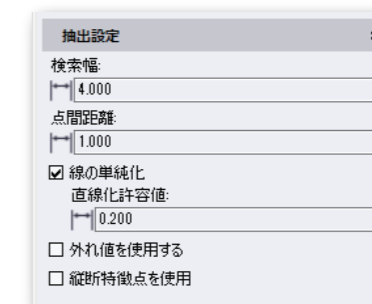 抽出設定
検索幅:
4.000
点間距離:
1.000
線の単純化
直線化許容値:
0.200
外れ値を使用する
縦断特徴点を使用